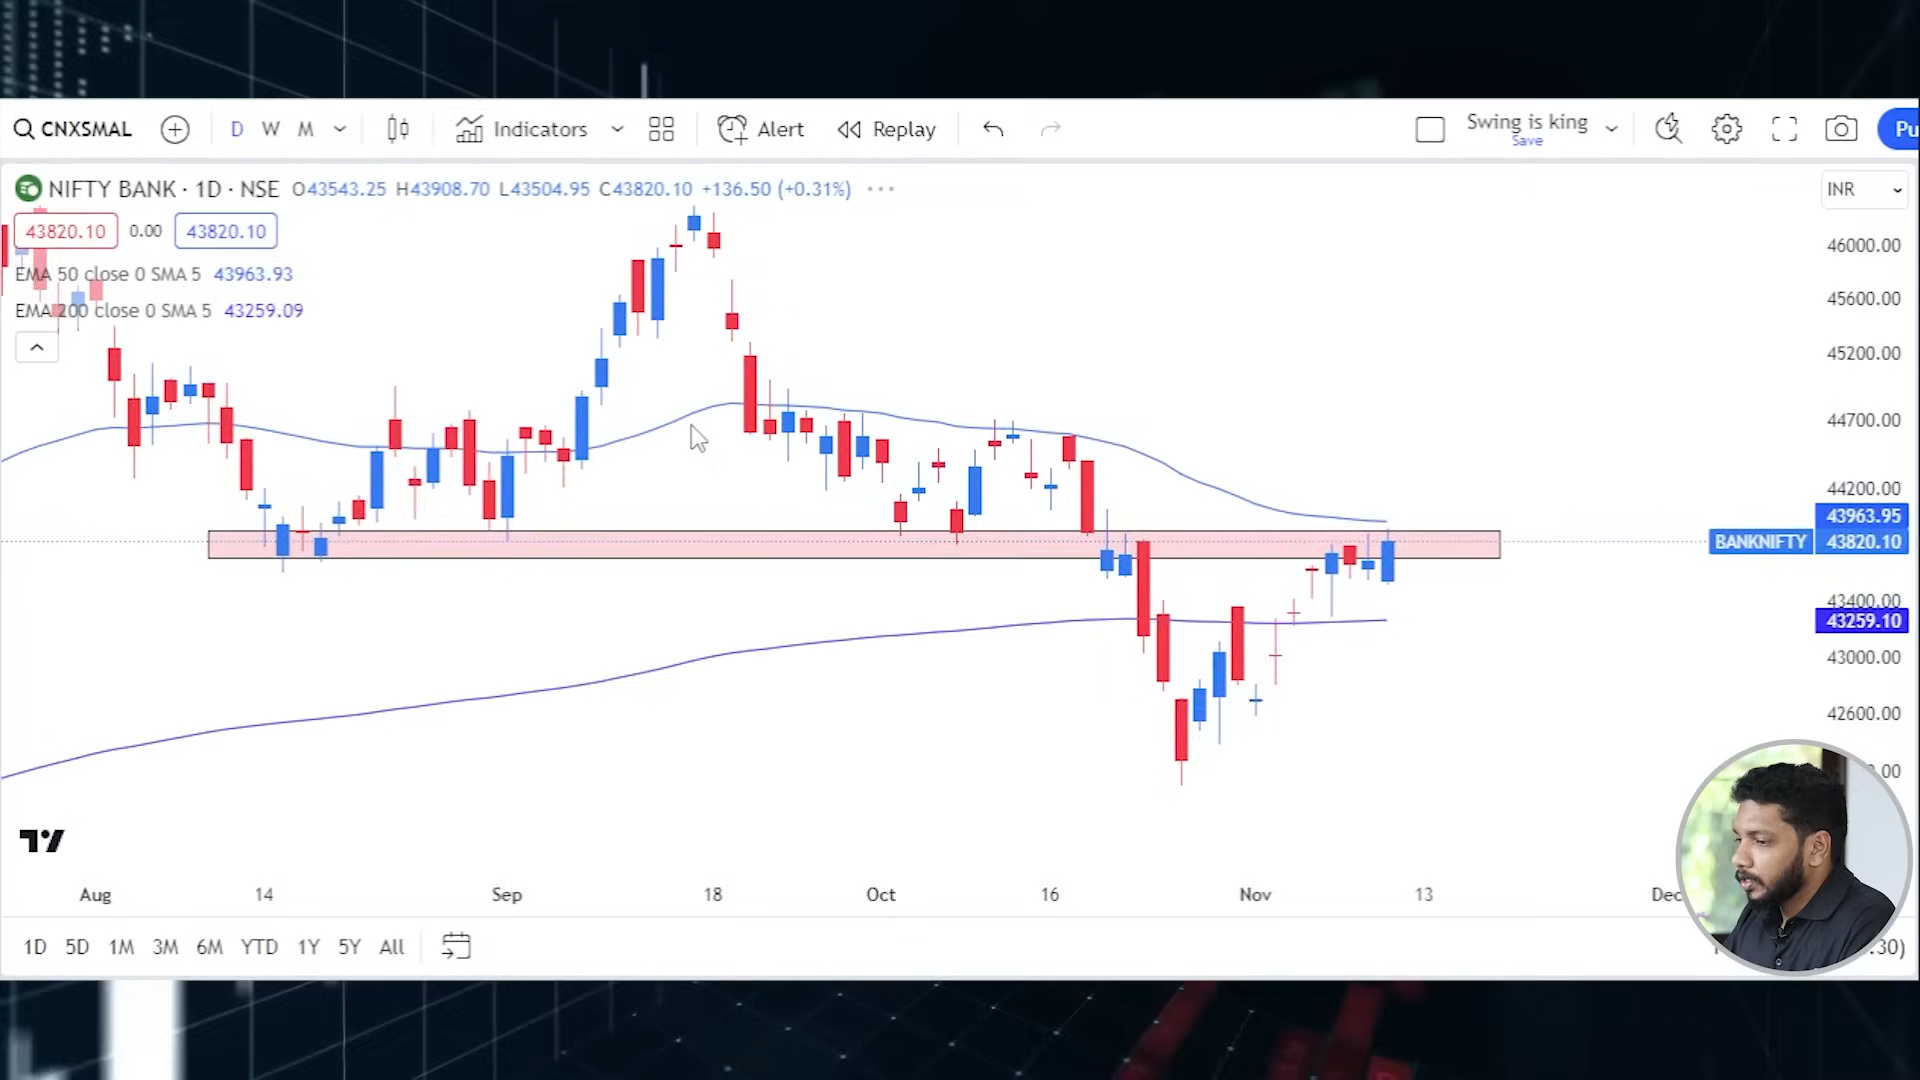 CNXSMAL D W M Indicators Alert Replay Swing is king Pu
Save
NIFTY BANK · 1D · NSE O43543.25 H43908.70 L43504.95 C43820.10 +136.50 (+0.31%) INR
43820.10 0.00 43820.10
EMA 50 close 0 SMA 5 43963.93
EMA 200 close 0 SMA 5 43259.09
46000.00
45600.00
45200.00
44700.00
44200.00
43963.95
BANKNIFTY 43820.10
43400.00
43259.10
43000.00
42600.00
.00
Aug 14 Sep 18 Oct 16 Nov 13 Dec
1D 5D 1M 3M 6M YTD 1Y 5Y All :30)